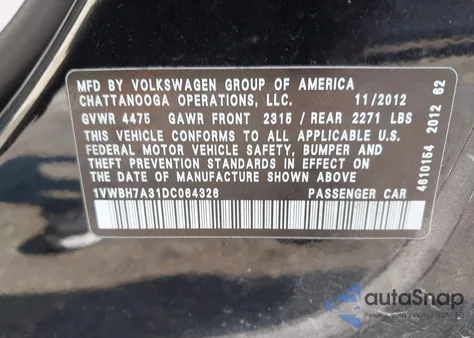 MFD BY VOLKSWAGEN GROUP OF AMERICA
CHATTANOOGA OPERATIONS, LLC. 11/2012
GVWR 4475 GAWR FRONT 2315 / REAR 2271 LBS
THIS VEHICLE CONFORMS TO ALL APPLICABLE U.S.
FEDERAL MOTOR VEHICLE SAFETY, BUMPER AND
THEFT PREVENTION STANDARDS IN EFFECT ON
THE DATE OF MANUFACTURE SHOWN ABOVE
1VWBH7A31DC064326 PASSENGER CAR
4610154 2012 62
autoSnap